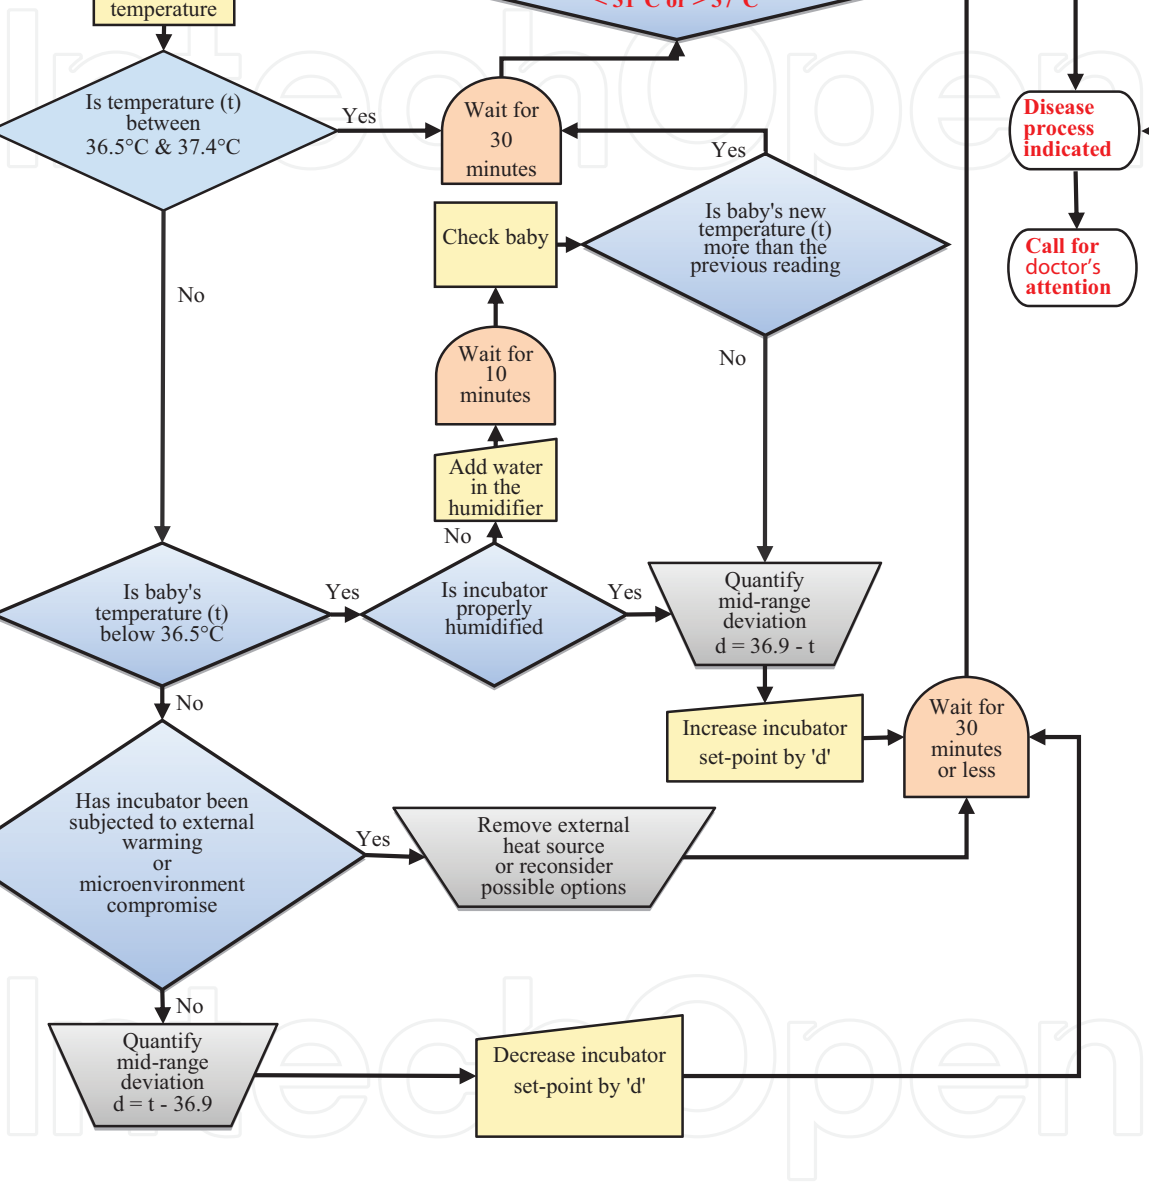 temperature
< 31°C or > 37°C
Is temperature (t)
between
36.5°C & 37.4°C
Yes
Wait for
30
minutes
Yes
Disease
process
indicated
Check baby
Is baby's new
temperature (t)
more than the
previous reading
Call for
doctor's
attention
No
Wait for
10
minutes
No
Add water
in the
humidifier
No
Is baby's
temperature (t)
below 36.5°C
Yes
Is incubator
properly
humidified
Yes
Quantify
mid-range
deviation
d = 36.9 - t
No
Increase incubator
set-point by 'd'
Wait for
30
minutes
or less
Has incubator been
subjected to external
warming
or
microenvironment
compromise
Yes
Remove external
heat source
or reconsider
possible options
No
Quantify
mid-range
deviation
d = t - 36.9
Decrease incubator
set-point by 'd'
IntechOpen
IntechOpen